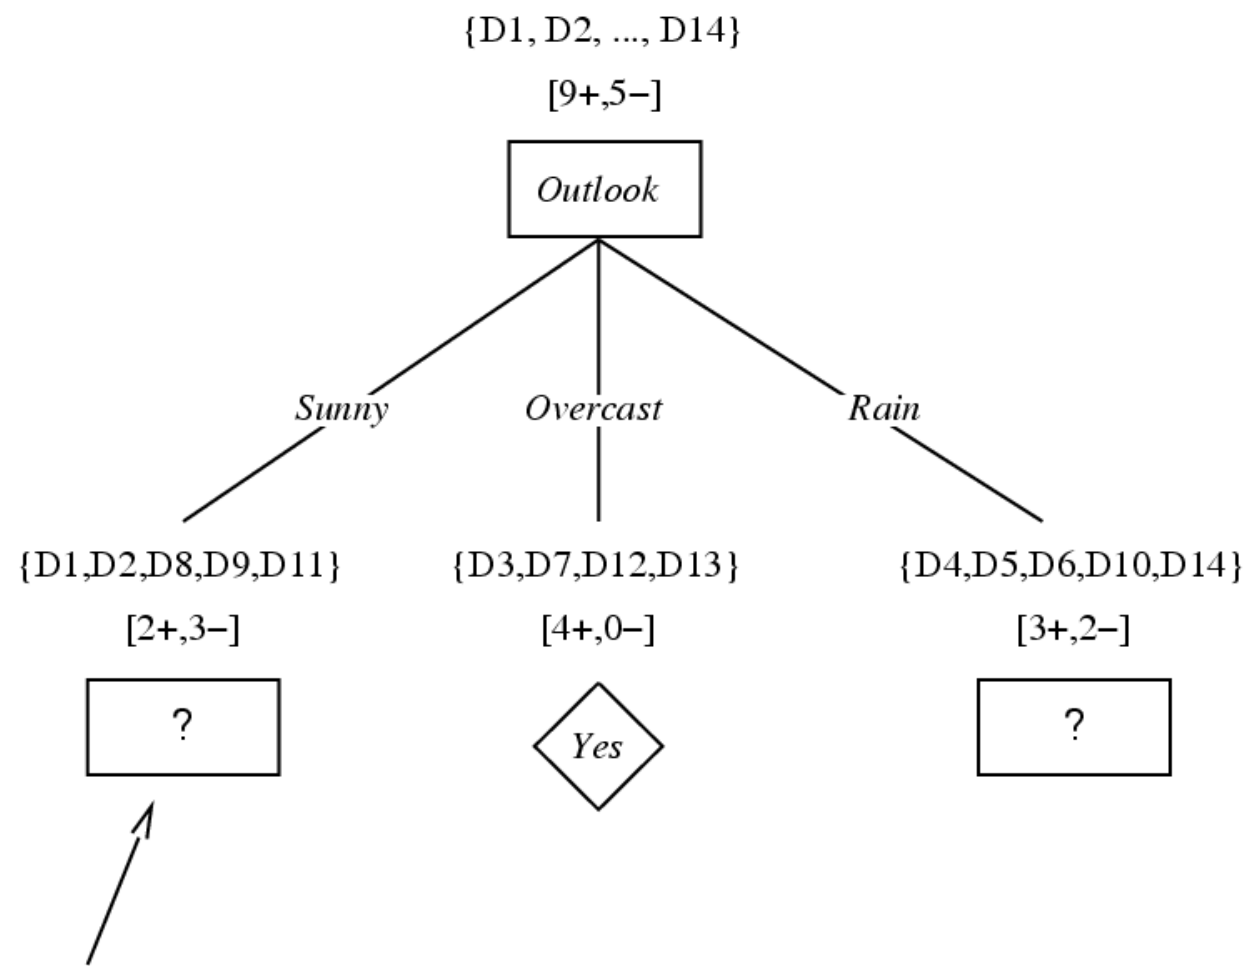 {D1, D2, ..., D14}
[9+,5−]
Outlook
Sunny
Overcast
Rain
{D1,D2,D8,D9,D11}
{D3,D7,D12,D13}
{D4,D5,D6,D10,D14}
[2+,3−]
[4+,0−]
[3+,2−]
?
Yes
?